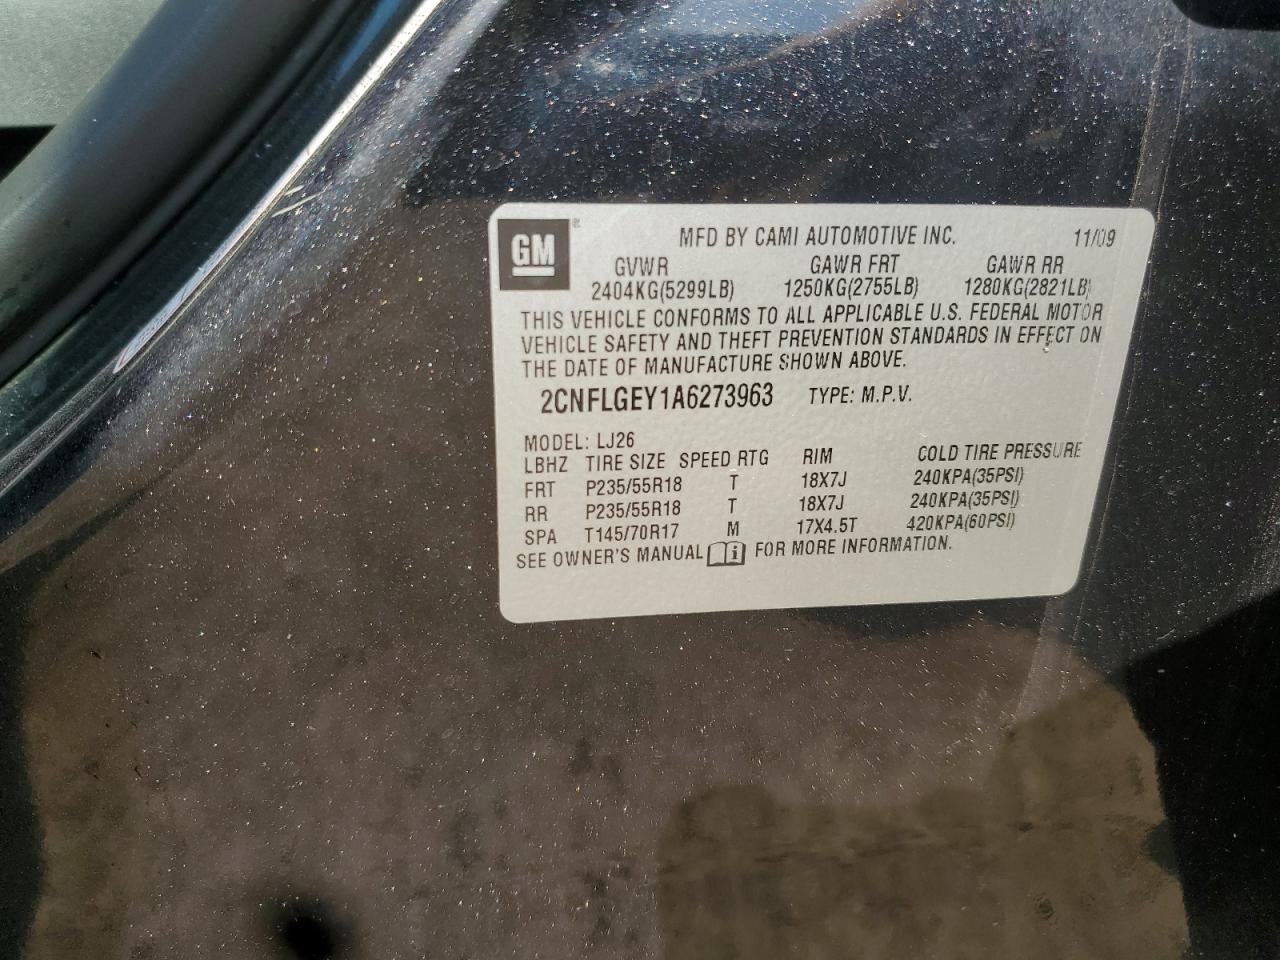 GM ® MFD BY CAMI AUTOMOTIVE INC. 11/09
GVWR GAWR FRT GAWR RR
2404KG(5299LB) 1250KG(2755LB) 1280KG(2821LB)
THIS VEHICLE CONFORMS TO ALL APPLICABLE U.S. FEDERAL MOTOR
VEHICLE SAFETY AND THEFT PREVENTION STANDARDS IN EFFECT ON
THE DATE OF MANUFACTURE SHOWN ABOVE.
2CNFLGEY1A6273963 TYPE: M.P.V.
MODEL: LJ26
LBHZ TIRE SIZE SPEED RTG RIM COLD TIRE PRESSURE
FRT P235/55R18 T 18X7J 240KPA(35PSI)
RR P235/55R18 T 18X7J 240KPA(35PSI)
SPA T145/70R17 M 17X4.5T 420KPA(60PSI)
SEE OWNER'S MANUAL i FOR MORE INFORMATION.